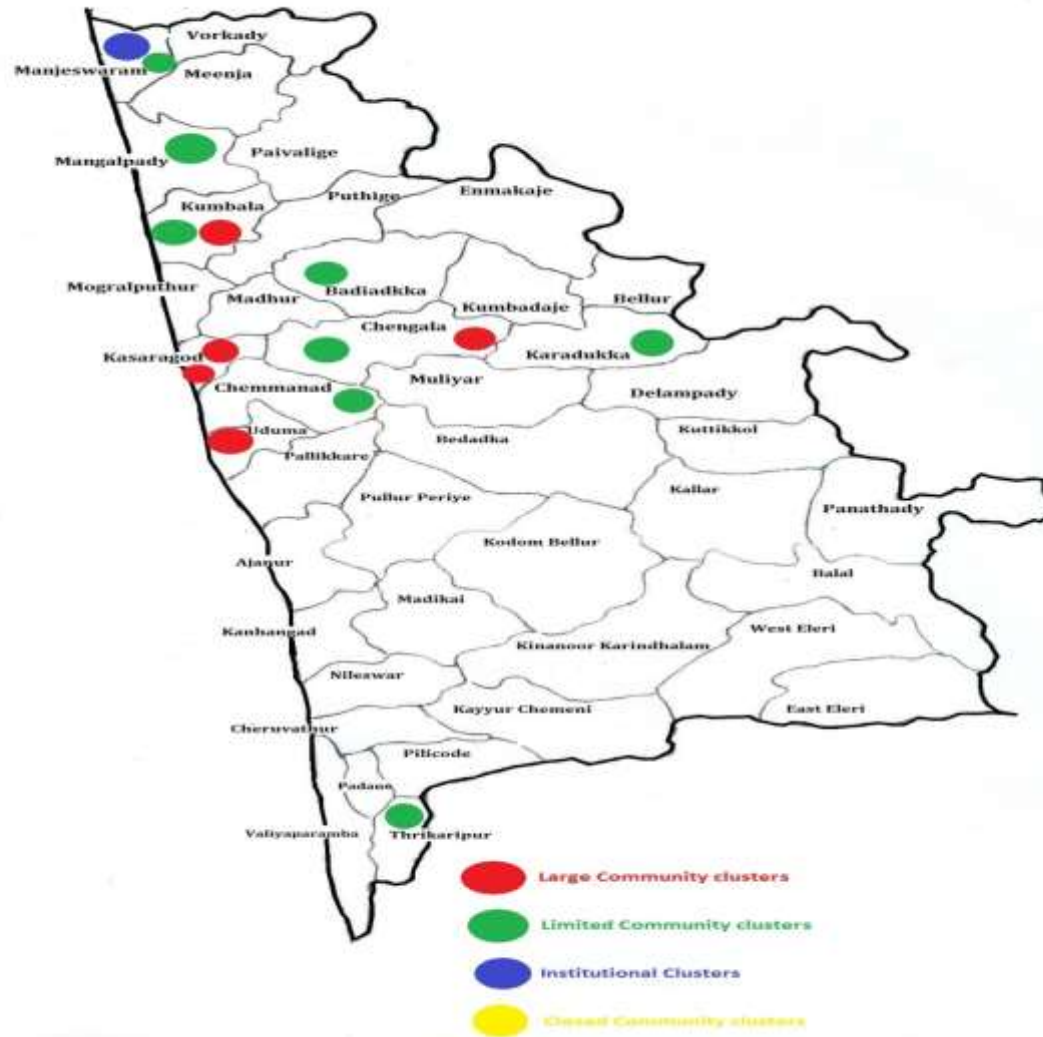 Vorkady
Manjeswaram
Meenja
Mangalpady
Paivalige
Kumbala
Puthige
Enmakaje
Mogralputhur
Madhur
Badiadkka
Kumbadaje
Bellur
Chengala
Kasaragod
Karadukka
Chemmanad
Muliyar
Delampady
Uduma
Bedadka
Kuttikkol
Pallikkare
Pullur Periye
Kallar
Panathady
Kodom Bellur
Ajanur
Balal
Madikai
Kanhangad
West Eleri
Kinanoor Karindhalam
Nileswar
Kayyur Chemeni
East Eleri
Cheruvathur
Pilicode
Padane
Valiyaparamba
Thrikaripur
Large Community clusters
Limited Community clusters
Institutional Clusters
Closed Community clusters